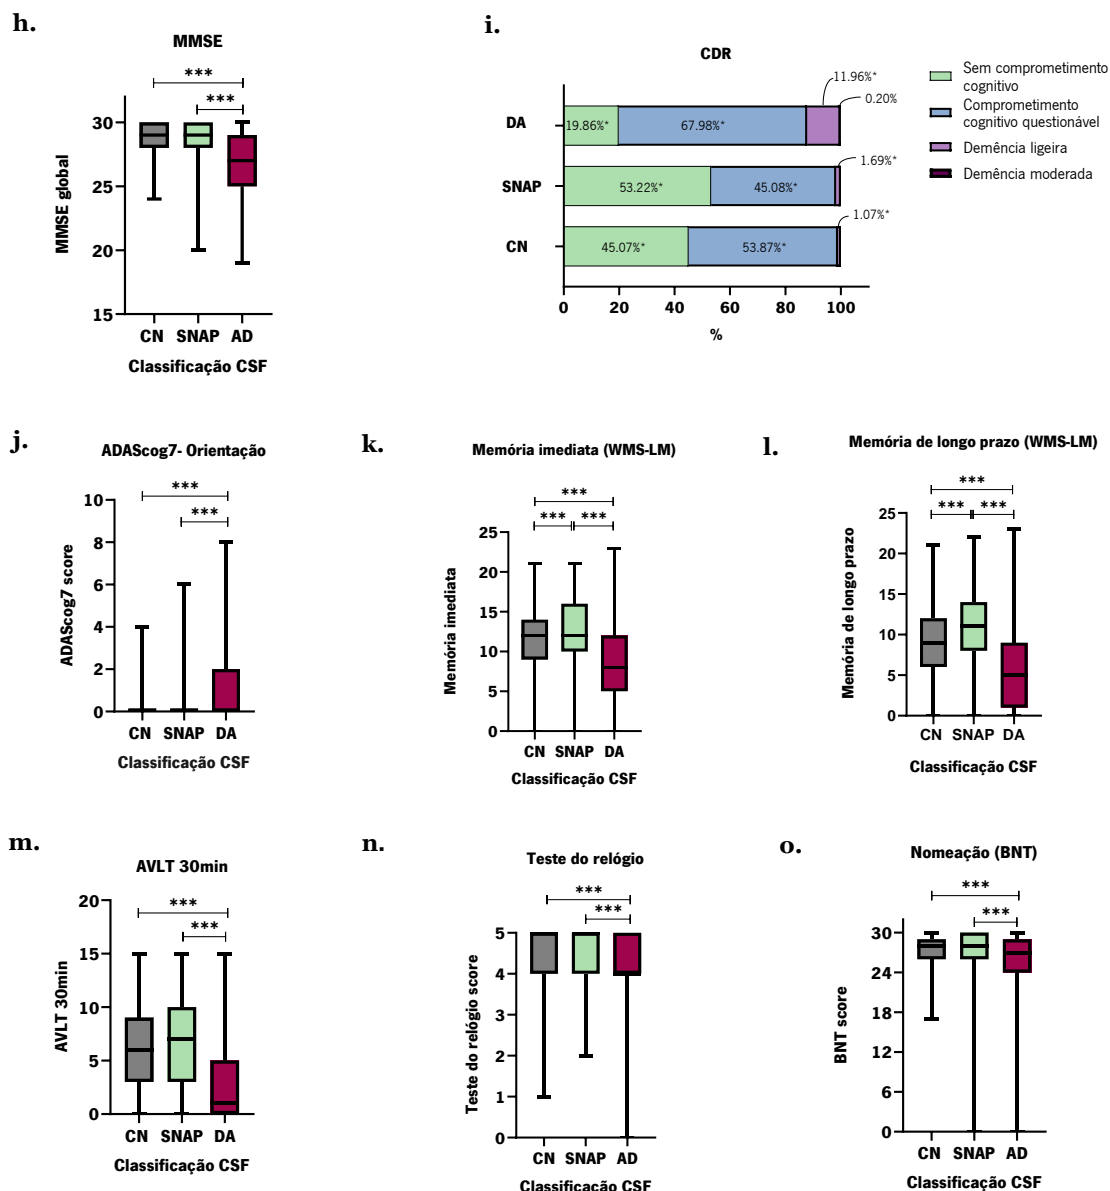 h.
MMSE
***
***
MMSE global
30
25
20
15
CN SNAP AD
Classificação CSF
i.
CDR
11.96%*
0.20%
DA
19.86%*
67.98%*
1.69%*
SNAP
53.22%*
45.08%*
1.07%*
CN
45.07%*
53.87%*
0 20 40 60 80 100
%
Sem comprometimento
cognitivo
Comprometimento
cognitivo questionável
Demência ligeira
Demência moderada
j.
ADAScog7- Orientação
***
***
ADAScog7 score
10
8
6
4
2
0
CN SNAP DA
Classificação CSF
k.
Memória imediata (WMS-LM)
***
*** ***
Memória imediata
25
20
15
10
5
0
CN SNAP DA
Classificação CSF
l.
Memória de longo prazo (WMS-LM)
***
*** ***
Memória de longo prazo
25
20
15
10
5
0
CN SNAP DA
Classificação CSF
m.
AVLT 30min
***
***
AVLT 30min
20
15
10
5
0
CN SNAP DA
Classificação CSF
n.
Teste do relógio
***
***
Teste do relógio score
5
4
3
2
1
0
CN SNAP AD
Classificação CSF
o.
Nomeação (BNT)
***
***
BNT score
30
24
18
12
6
0
CN SNAP AD
Classificação CSF